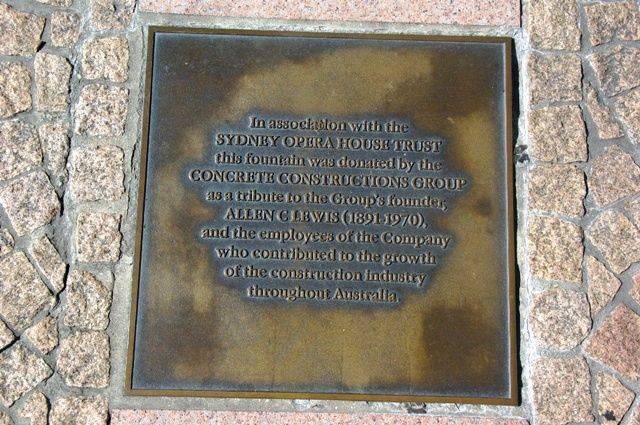 In association with the
SYDNEY OPERA HOUSE TRUST
this fountain was donated by the
CONCRETE CONSTRUCTIONS GROUP
as a tribute to the Group's founder,
ALLEN C LEWIS (1891-1970),
and the employees of the Company
who contributed to the growth
of the construction industry
throughout Australia.